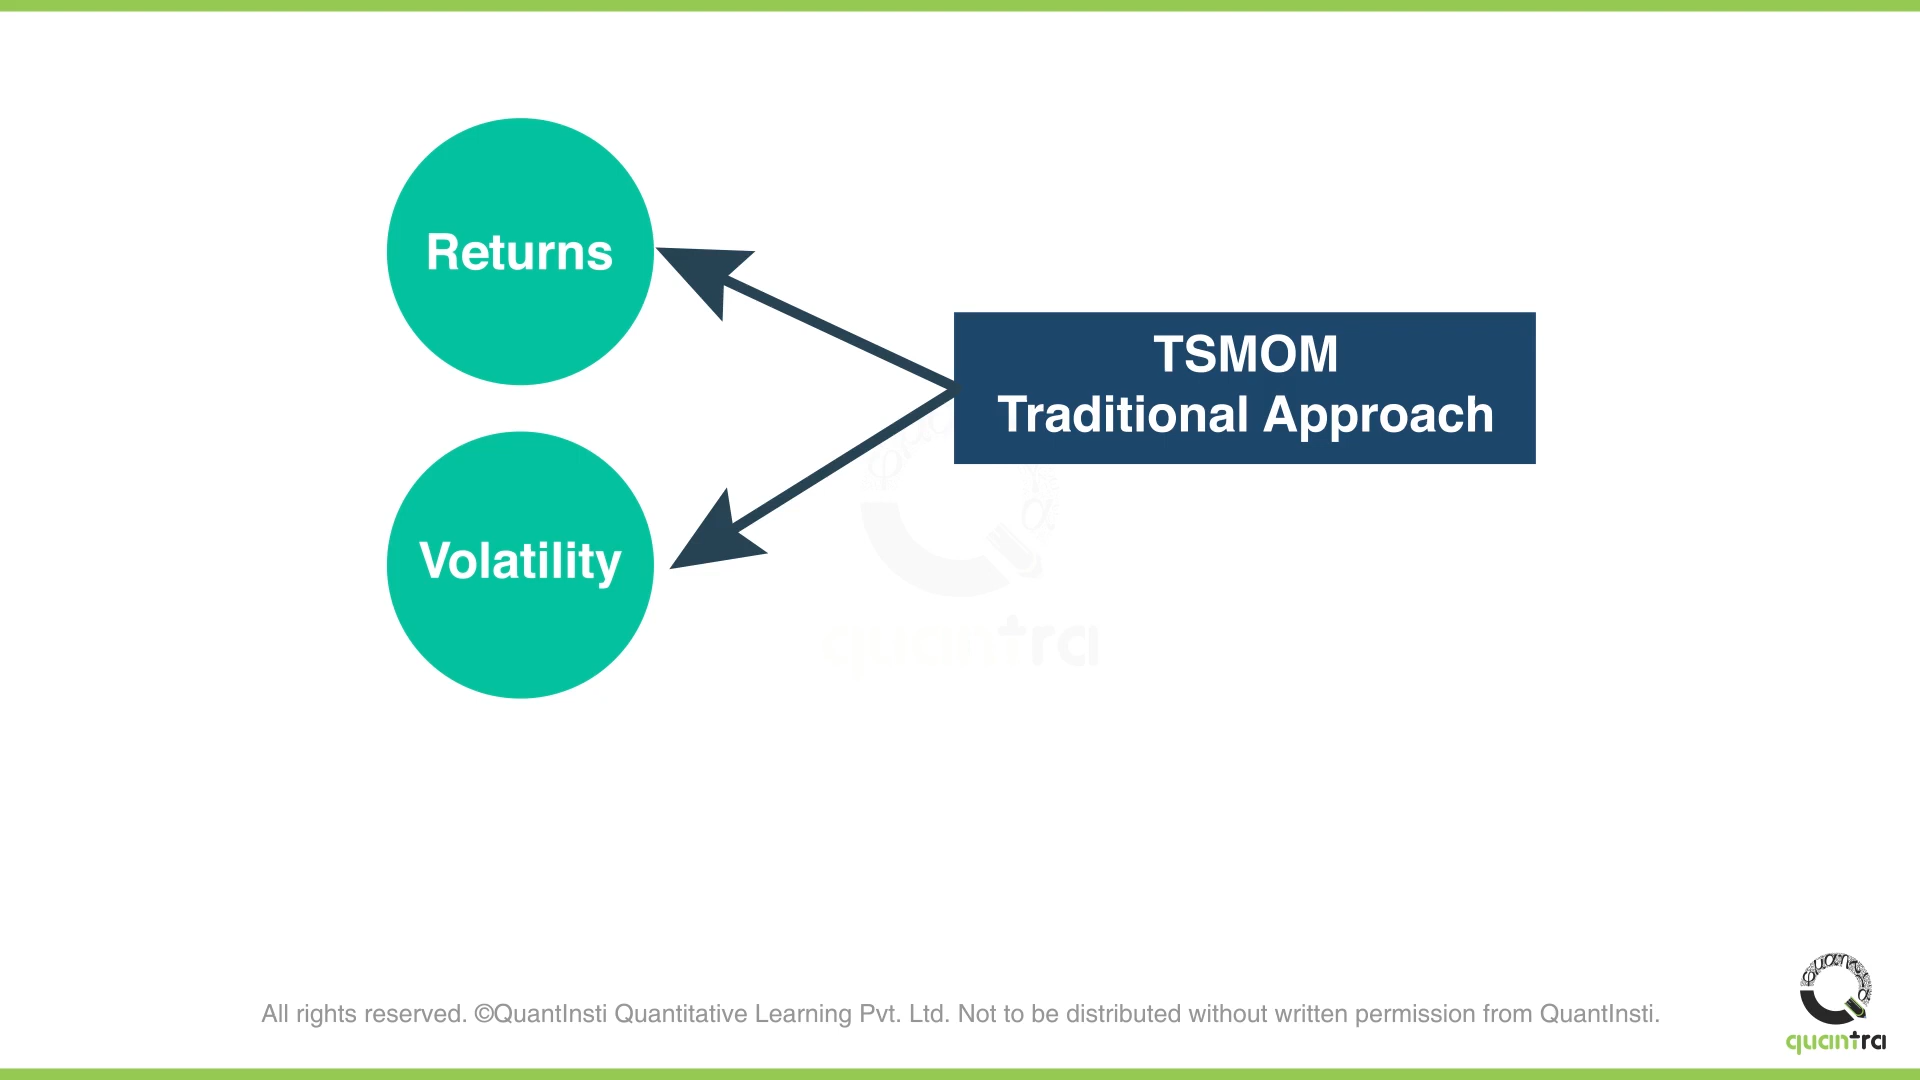 Returns
TSMOM
Traditional Approach
Volatility
quantra
All rights reserved. ©QuantInsti Quantitative Learning Pvt. Ltd. Not to be distributed without written permission from QuantInsti.
quantra